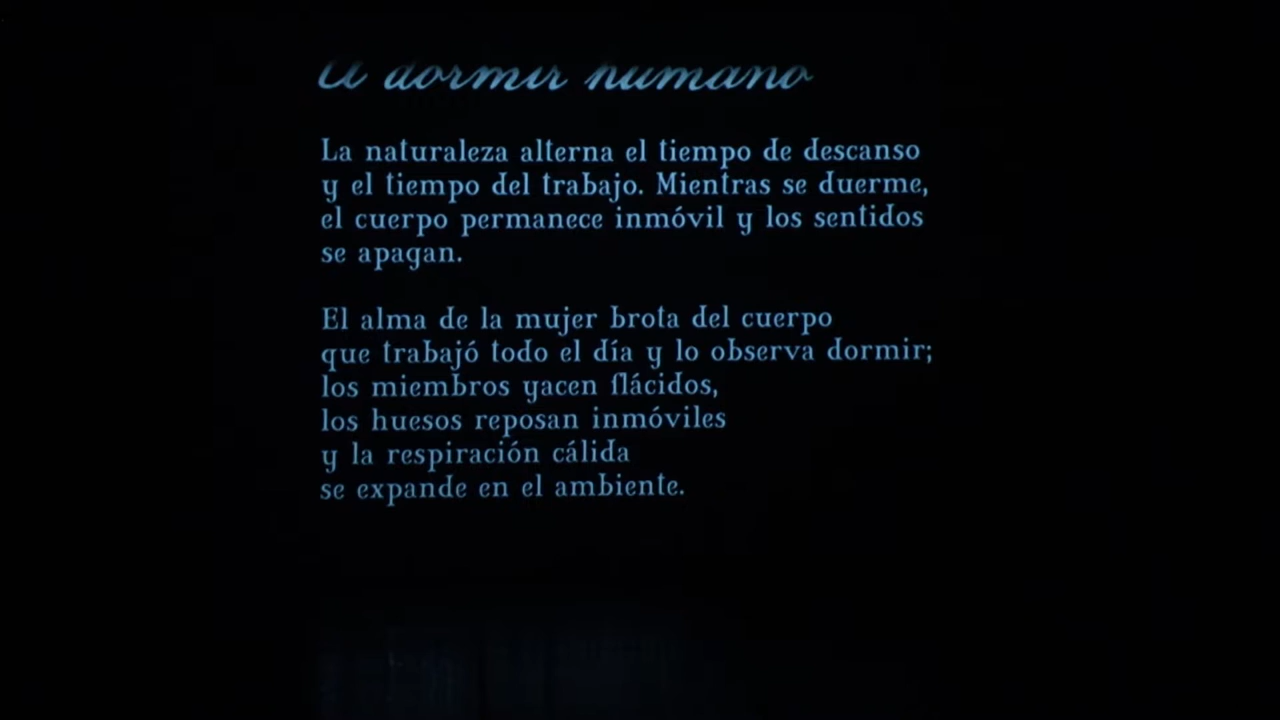 El dormir humano
La naturaleza alterna el tiempo de descanso
y el tiempo del trabajo. Mientras se duerme,
el cuerpo permanece inmóvil y los sentidos
se apagan.
El alma de la mujer brota del cuerpo
que trabajó todo el día y lo observa dormir;
los miembros yacen flácidos,
los huesos reposan inmóviles
y la respiración cálida
se expande en el ambiente.